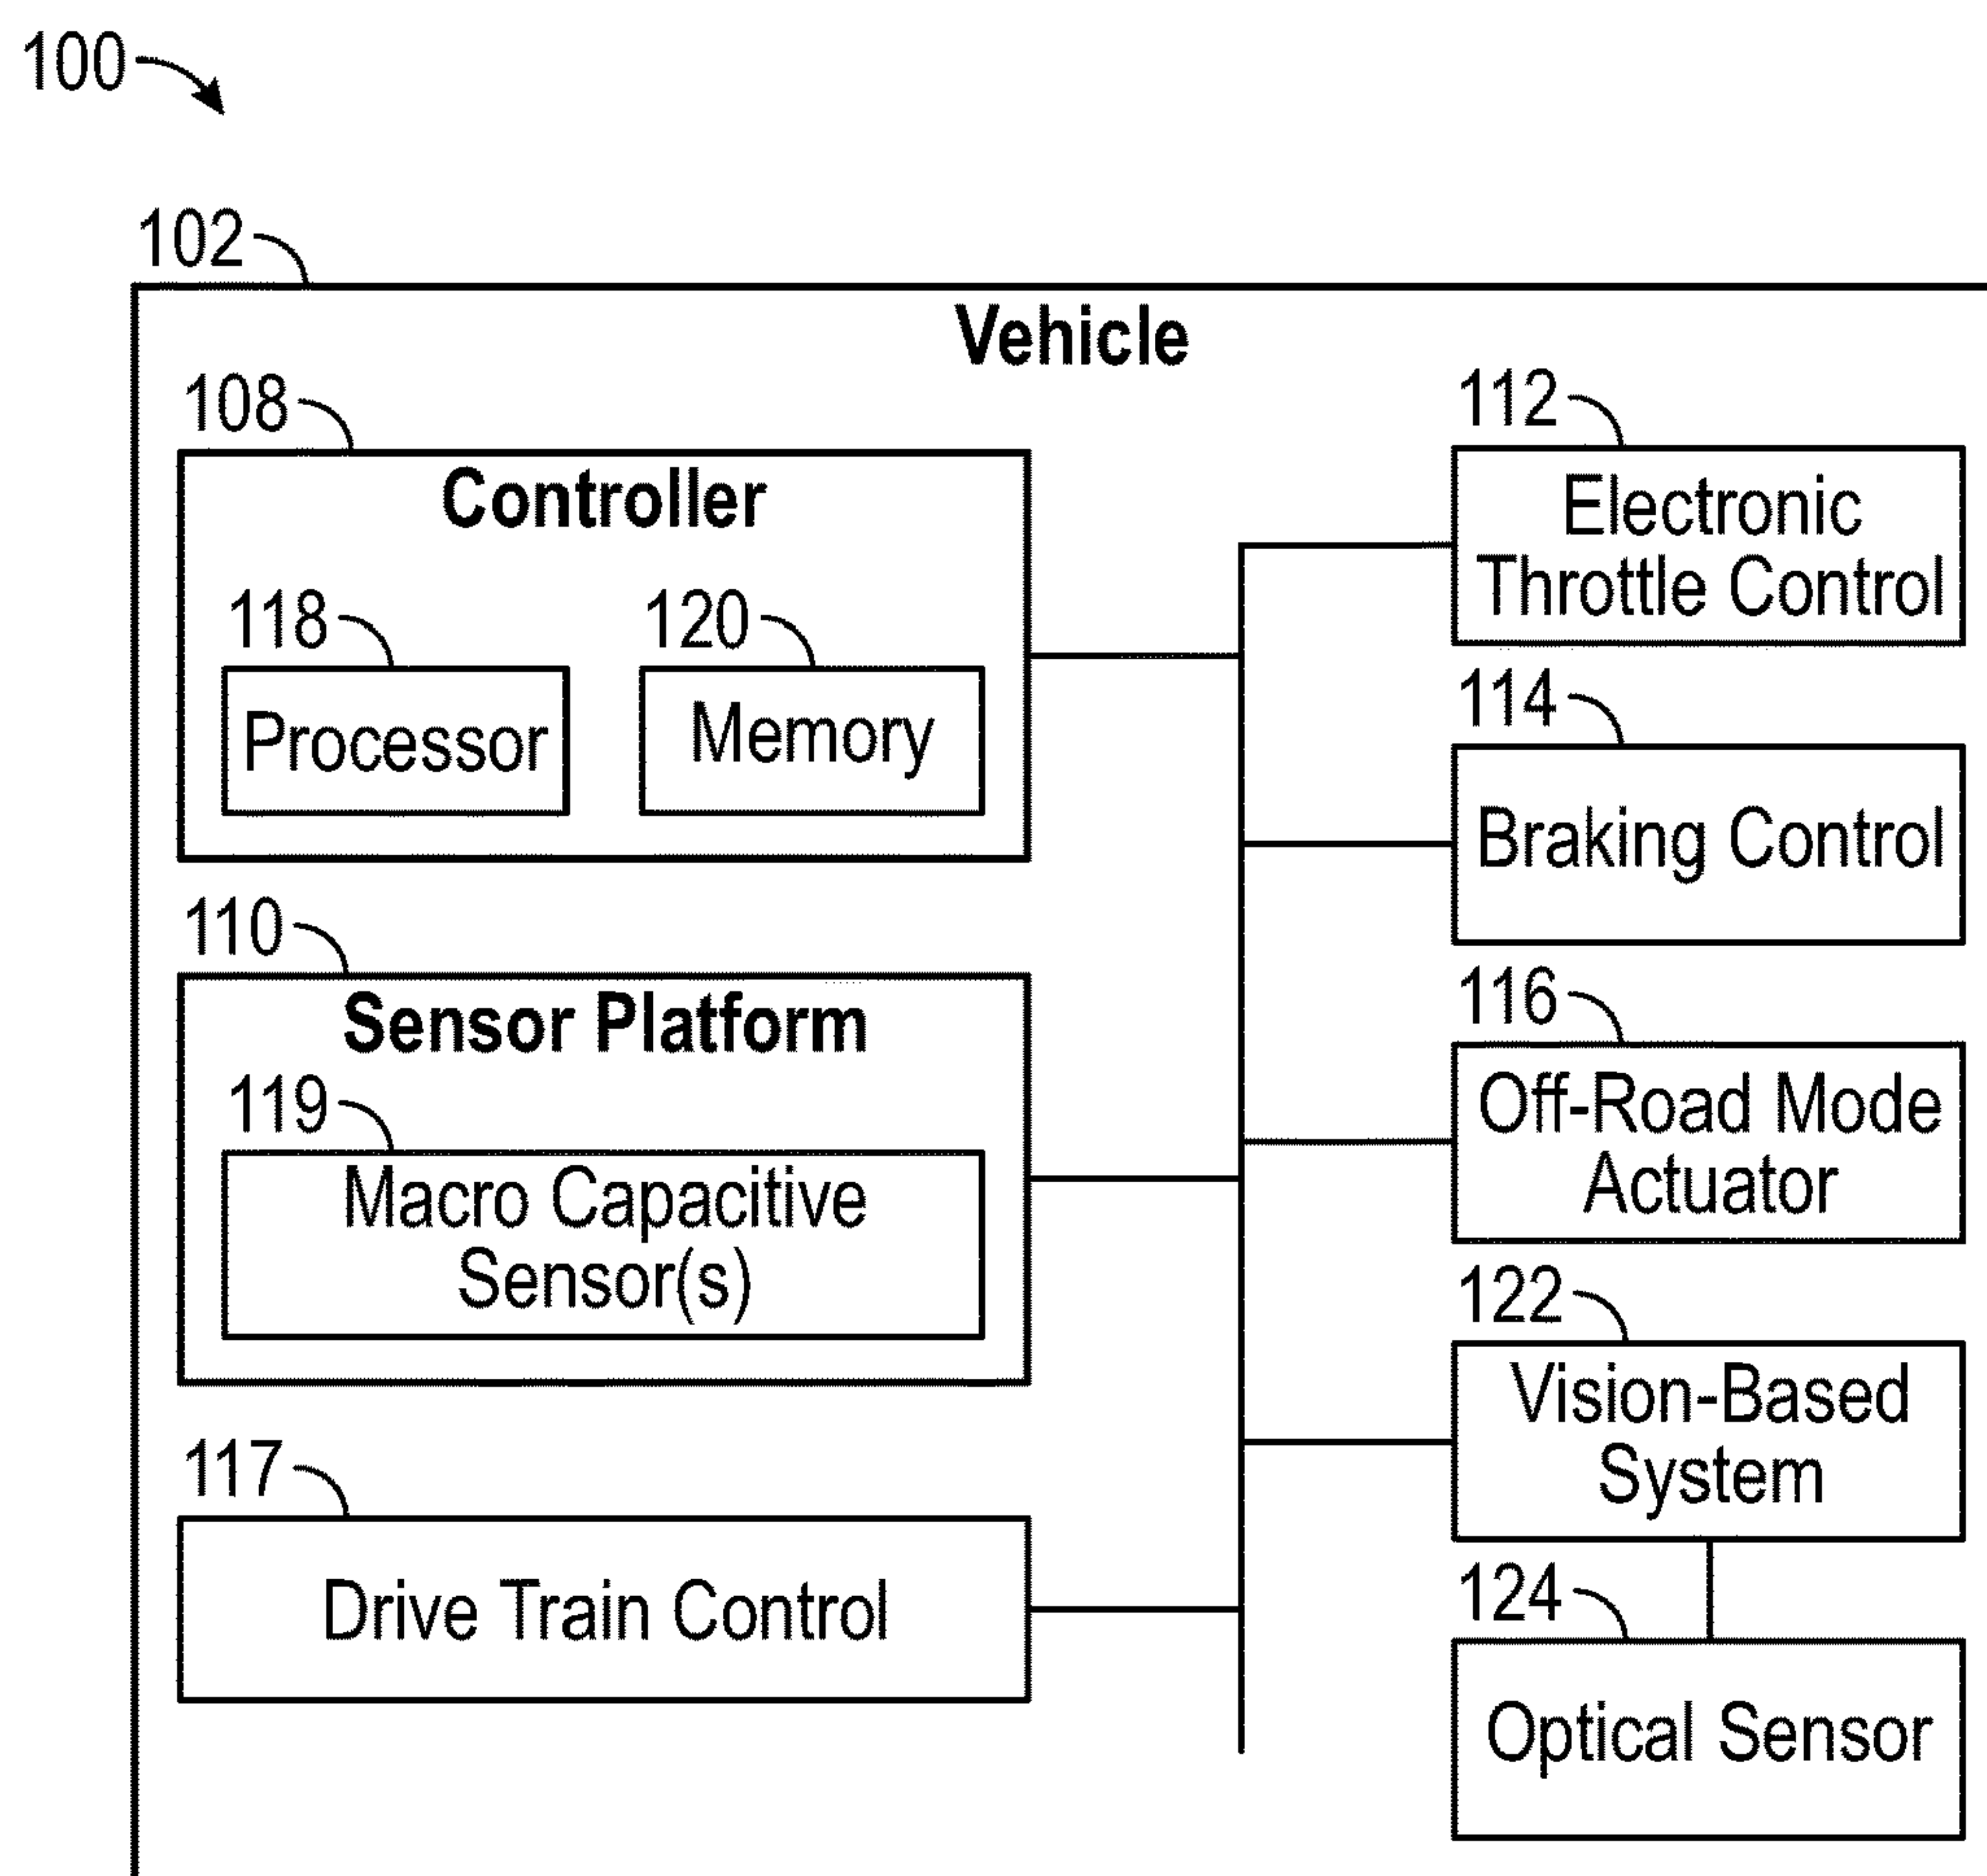 100
102
Vehicle
108
Controller
118
Processor
120
Memory
110
Sensor Platform
119
Macro Capacitive
Sensor(s)
117
Drive Train Control
112
Electronic
Throttle Control
114
Braking Control
116
Off-Road Mode
Actuator
122
Vision-Based
System
124
Optical Sensor